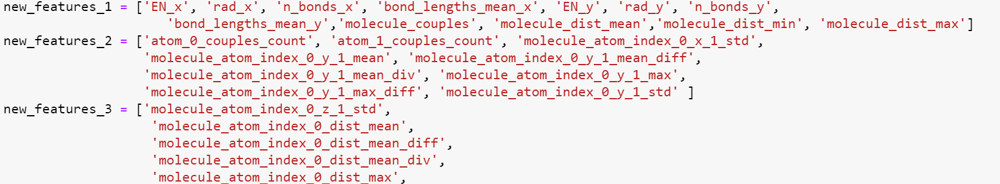 new_features_1 = ['EN_x', 'rad_x', 'n_bonds_x', 'bond_lengths_mean_x', 'EN_y', 'rad_y', 'n_bonds_y',
                     'bond_lengths_mean_y','molecule_couples', 'molecule_dist_mean','molecule_dist_min', 'molecule_dist_max']
new_features_2 = ['atom_0_couples_count', 'atom_1_couples_count', 'molecule_atom_index_0_x_1_std',
                  'molecule_atom_index_0_y_1_mean', 'molecule_atom_index_0_y_1_mean_diff',
                  'molecule_atom_index_0_y_1_mean_div', 'molecule_atom_index_0_y_1_max',
                  'molecule_atom_index_0_y_1_max_diff', 'molecule_atom_index_0_y_1_std' ]
new_features_3 = ['molecule_atom_index_0_z_1_std',
                   'molecule_atom_index_0_dist_mean',
                   'molecule_atom_index_0_dist_mean_diff',
                   'molecule_atom_index_0_dist_mean_div',
                   'molecule_atom_index_0_dist_max',